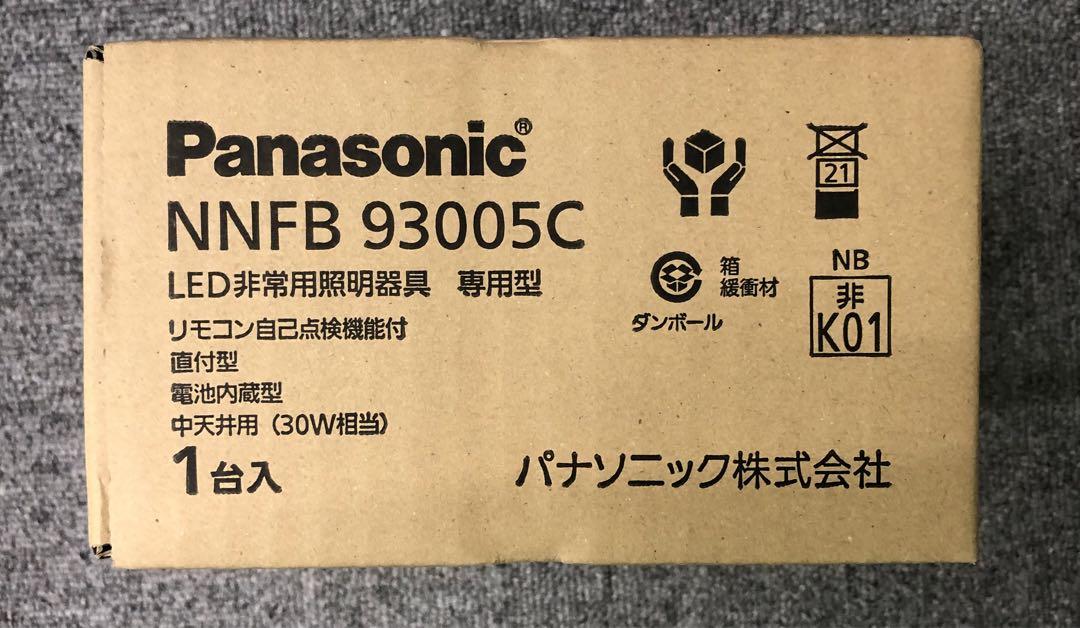 Panasonic®
NNFB 93005C
LED非常用照明器具 専用型
リモコン自己点検機能付
直付型
電池内蔵型
中天井用（30W相当）
1台入
21
箱
緩衝材
ダンボール
NB
非
K01
パナソニック株式会社